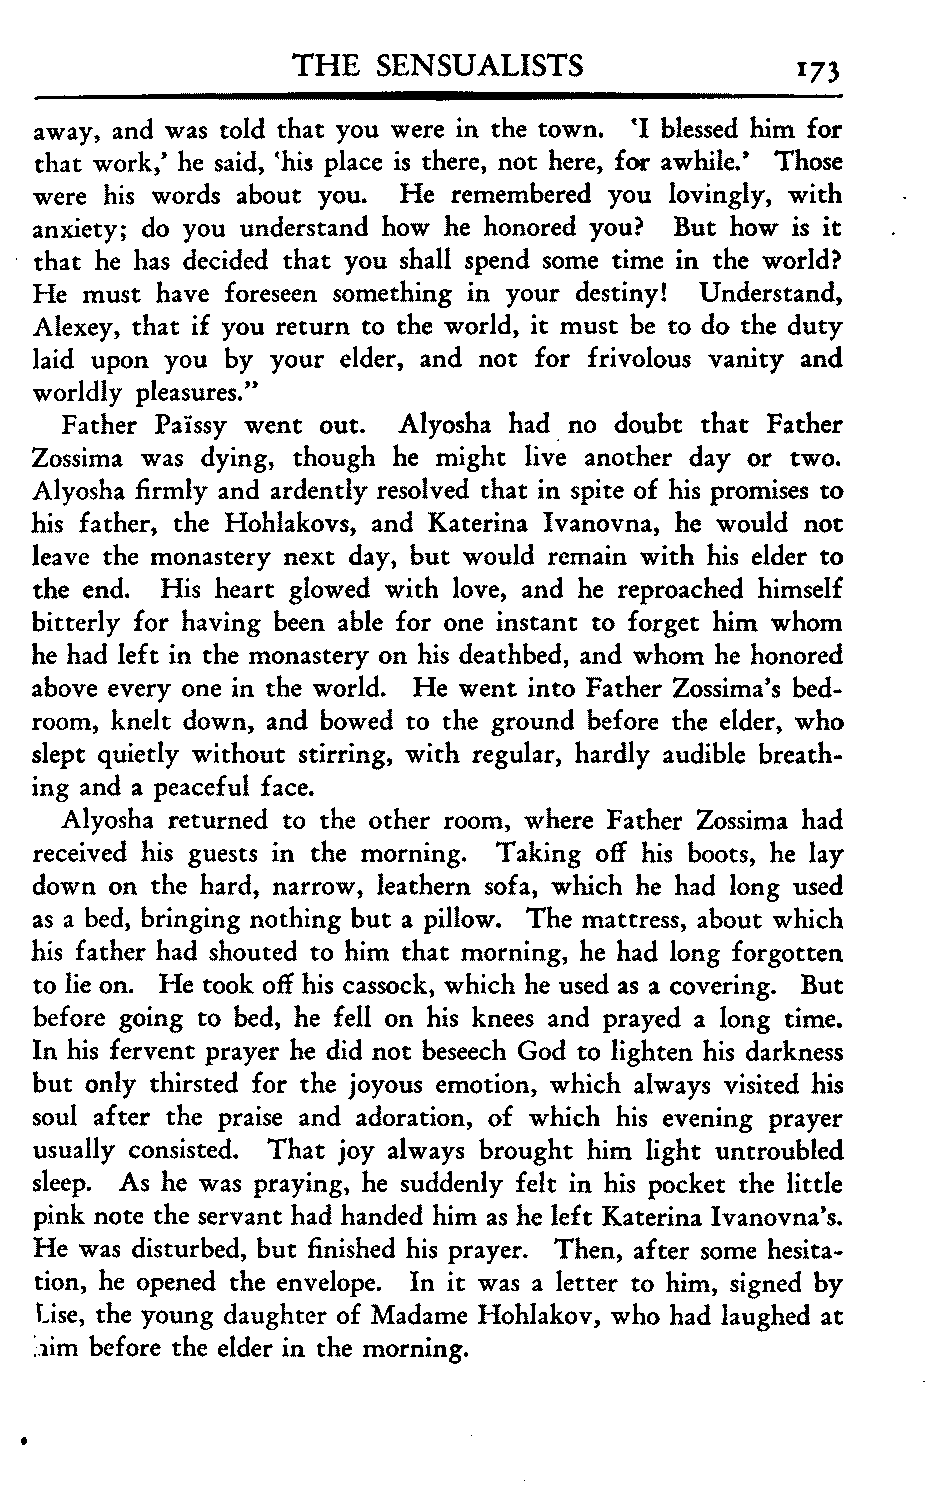 THE SENSUALISTS 173
away, and was told that you were in the town. 'I blessed him for
that work,' he said, 'his place is there, not here, for awhile.' Those
were his words about you. He remembered you lovingly, with
anxiety; do you understand how he honored you? But how is it
that he has decided that you shall spend some time in the world?
He must have foreseen something in your destiny! Understand,
Alexey, that if you return to the world, it must be to do the duty
laid upon you by your elder, and not for frivolous vanity and
worldly pleasures."
Father Païssy went out. Alyosha had no doubt that Father
Zossima was dying, though he might live another day or two.
Alyosha firmly and ardently resolved that in spite of his promises to
his father, the Hohlakovs, and Katerina Ivanovna, he would not
leave the monastery next day, but would remain with his elder to
the end. His heart glowed with love, and he reproached himself
bitterly for having been able for one instant to forget him whom
he had left in the monastery on his deathbed, and whom he honored
above every one in the world. He went into Father Zossima's bed-
room, knelt down, and bowed to the ground before the elder, who
slept quietly without stirring, with regular, hardly audible breath-
ing and a peaceful face.
Alyosha returned to the other room, where Father Zossima had
received his guests in the morning. Taking off his boots, he lay
down on the hard, narrow, leathern sofa, which he had long used
as a bed, bringing nothing but a pillow. The mattress, about which
his father had shouted to him that morning, he had long forgotten
to lie on. He took off his cassock, which he used as a covering. But
before going to bed, he fell on his knees and prayed a long time.
In his fervent prayer he did not beseech God to lighten his darkness
but only thirsted for the joyous emotion, which always visited his
soul after the praise and adoration, of which his evening prayer
usually consisted. That joy always brought him light untroubled
sleep. As he was praying, he suddenly felt in his pocket the little
pink note the servant had handed him as he left Katerina Ivanovna's.
He was disturbed, but finished his prayer. Then, after some hesita-
tion, he opened the envelope. In it was a letter to him, signed by
Lise, the young daughter of Madame Hohlakov, who had laughed at
him before the elder in the morning.